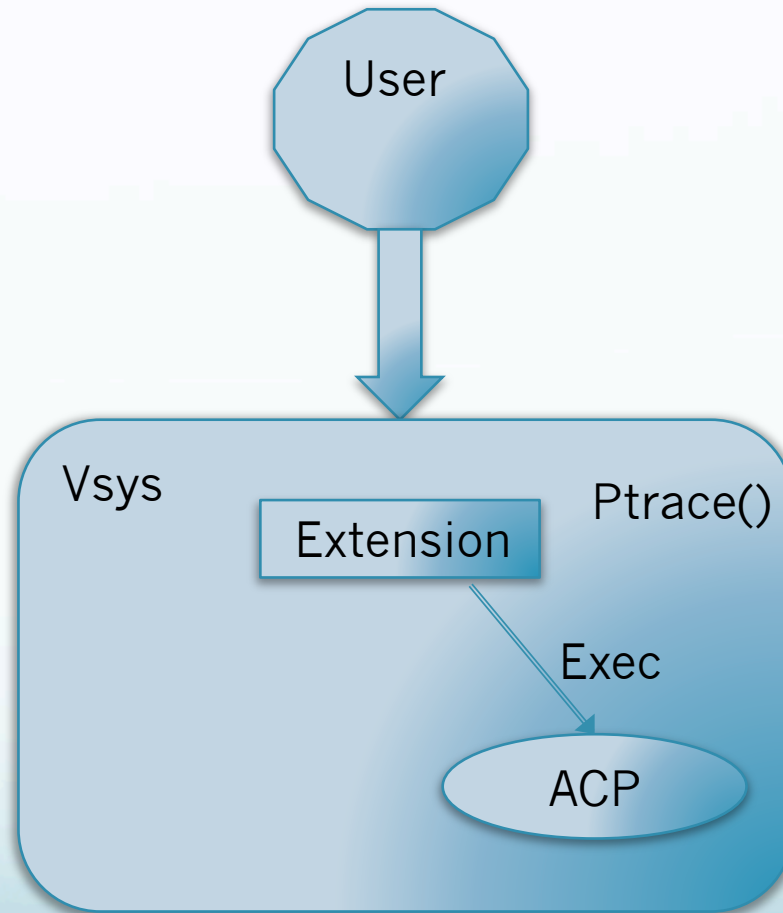 User
Vsys
Ptrace()
Extension
Exec
ACP